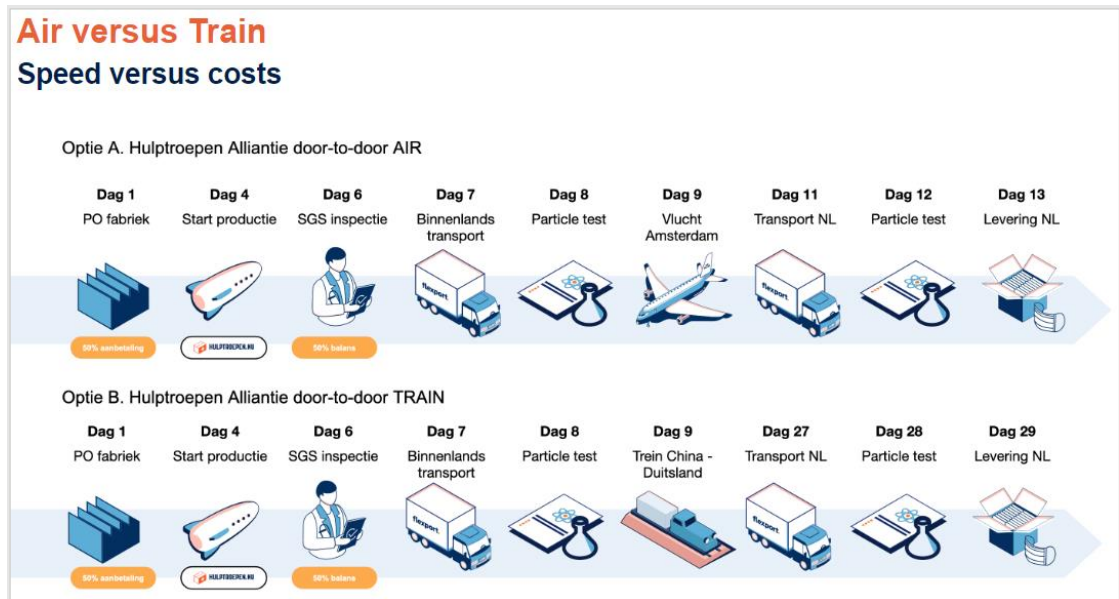 Air versus Train
Speed versus costs
Optie A. Hulptroepen Alliantie door-to-door AIR
Dag 1 Dag 4 Dag 6 Dag 7 Dag 8 Dag 9 Dag 11 Dag 12 Dag 13
PO fabriek Start productie SGS inspectie Binnenlands Particle test Vlucht Transport NL Particle test Levering NL
transport Amsterdam
flexport. flexport.
50% aanbetaling HULPTROEPEN.NU 50% balans
Optie B. Hulptroepen Alliantie door-to-door TRAIN
Dag 1 Dag 4 Dag 6 Dag 7 Dag 8 Dag 9 Dag 27 Dag 28 Dag 29
PO fabriek Start productie SGS inspectie Binnenlands Particle test Trein China - Transport NL Particle test Levering NL
transport Duitsland
flexport. flexport.
50% aanbetaling HULPTROEPEN.NU 50% balans